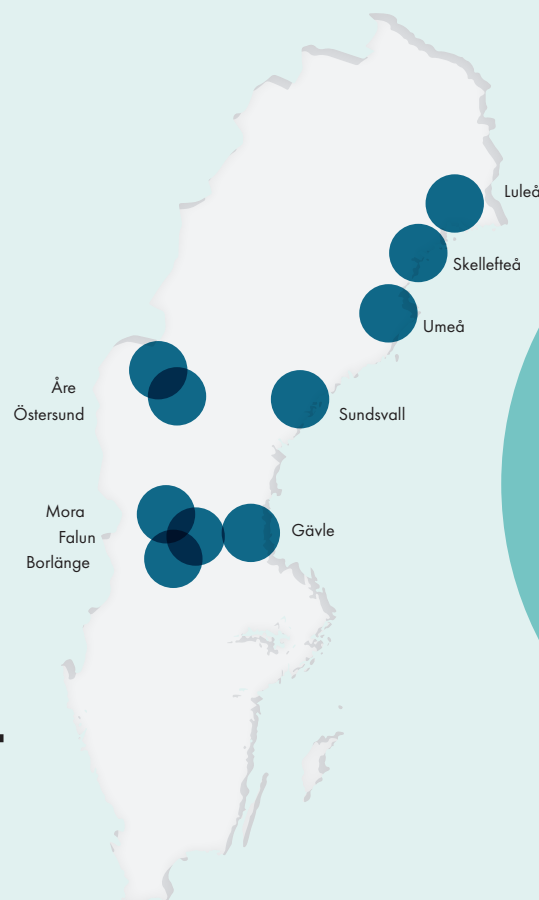 Luleå
Skellefteå
Umeå
Åre
Östersund
Sundsvall
Mora
Falun
Borlänge
Gävle